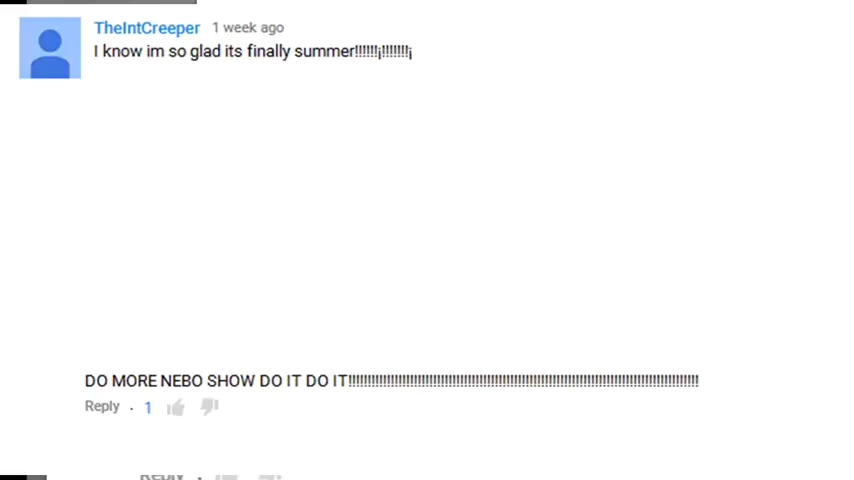 TheIntCreeper 1 week ago
I know im so glad its finally summer!!!!!!¡!!!!!!!¡
DO MORE NEBO SHOW DO IT DO IT!!!!!!!!!!!!!!!!!!!!!!!!!!!!!!!!!!!!!!!!!!!!!!!!!!!!!!!!!!!!!!!!!!!!!!!!!!!!!!!!!!!!!!!!
Reply · 1
Reply ·